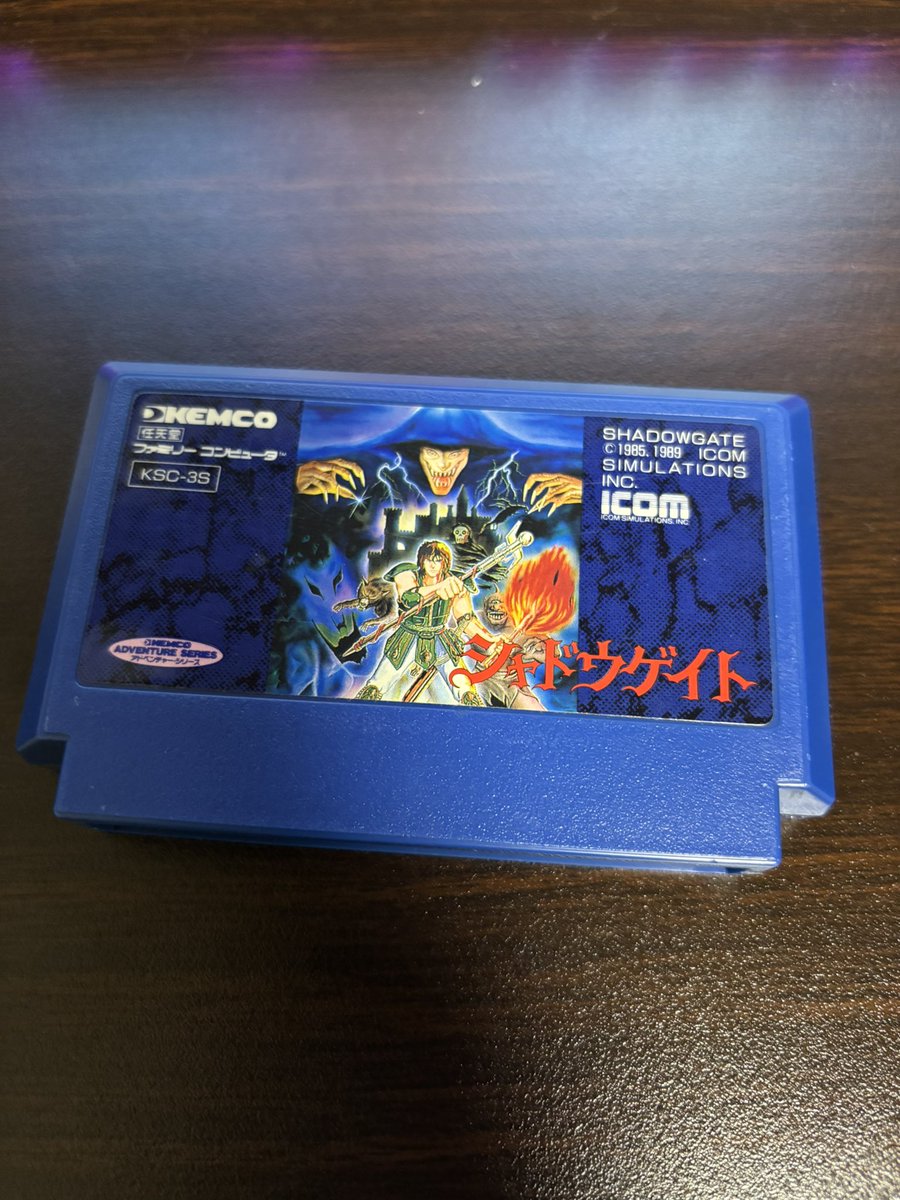 KEMCO
任天堂
ファミリー コンピュータ™
KSC-3S
SHADOWGATE
©1985, 1989 ICOM
SIMULATIONS
INC.
ICOM
ICOM SIMULATIONS, INC.
KEMCO
ADVENTURE SERIES
アドベンチャー・シリーズ
シャドウゲイト